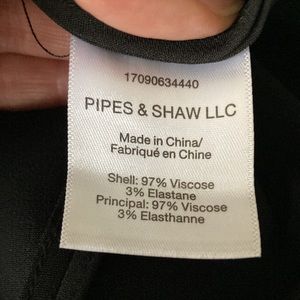 17090634440
PIPES & SHAW LLC
Made in China/
Fabriqué en Chine
Shell: 97% Viscose
3% Elastane
Principal: 97% Viscose
3% Elasthanne